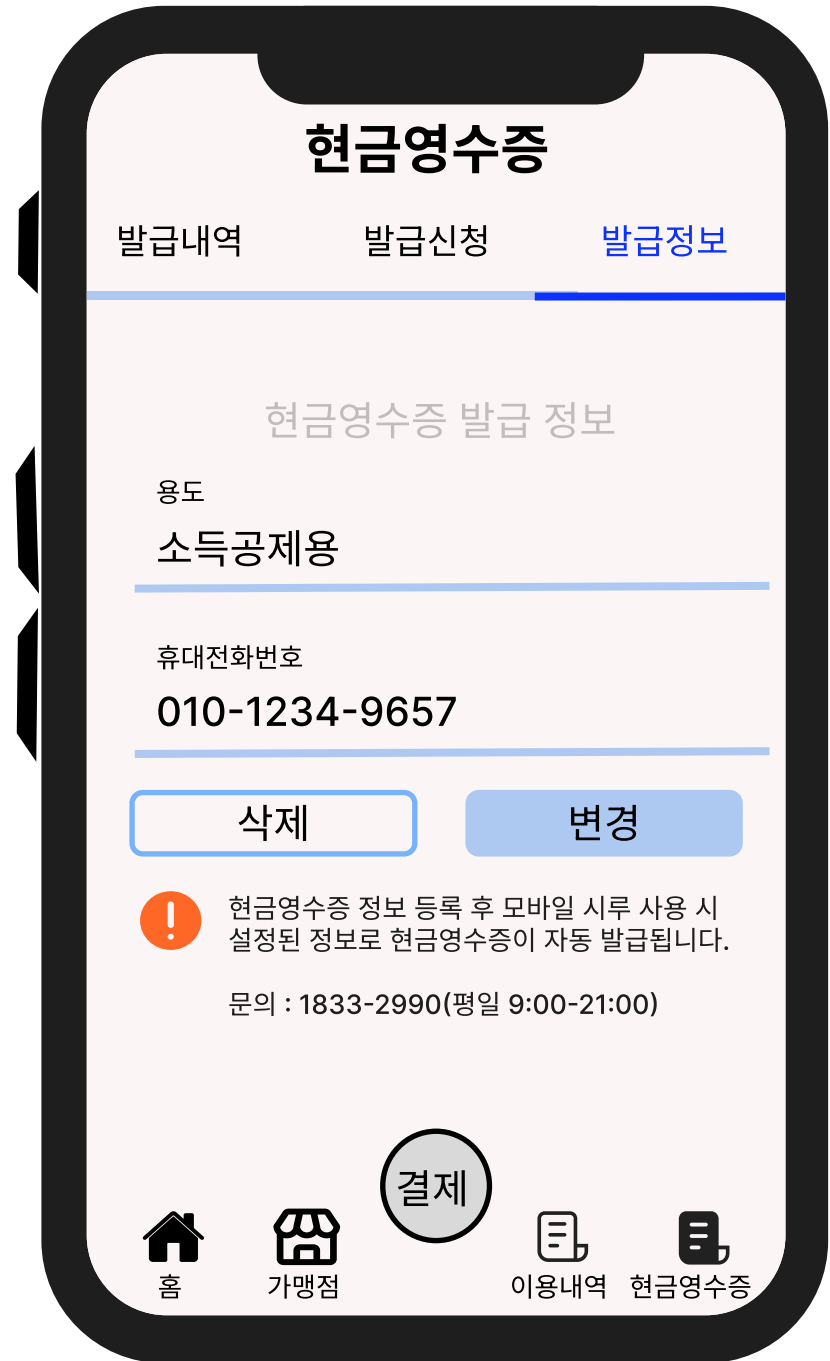 현금영수증
발급내역 발급신청 발급정보
현금영수증 발급 정보
용도
소득공제용
휴대전화번호
010-1234-9657
삭제 변경
현금영수증 정보 등록 후 모바일 시루 사용 시
설정된 정보로 현금영수증이 자동 발급됩니다.
문의 : 1833-2990(평일 9:00-21:00)
결제
홈 가맹점 이용내역 현금영수증